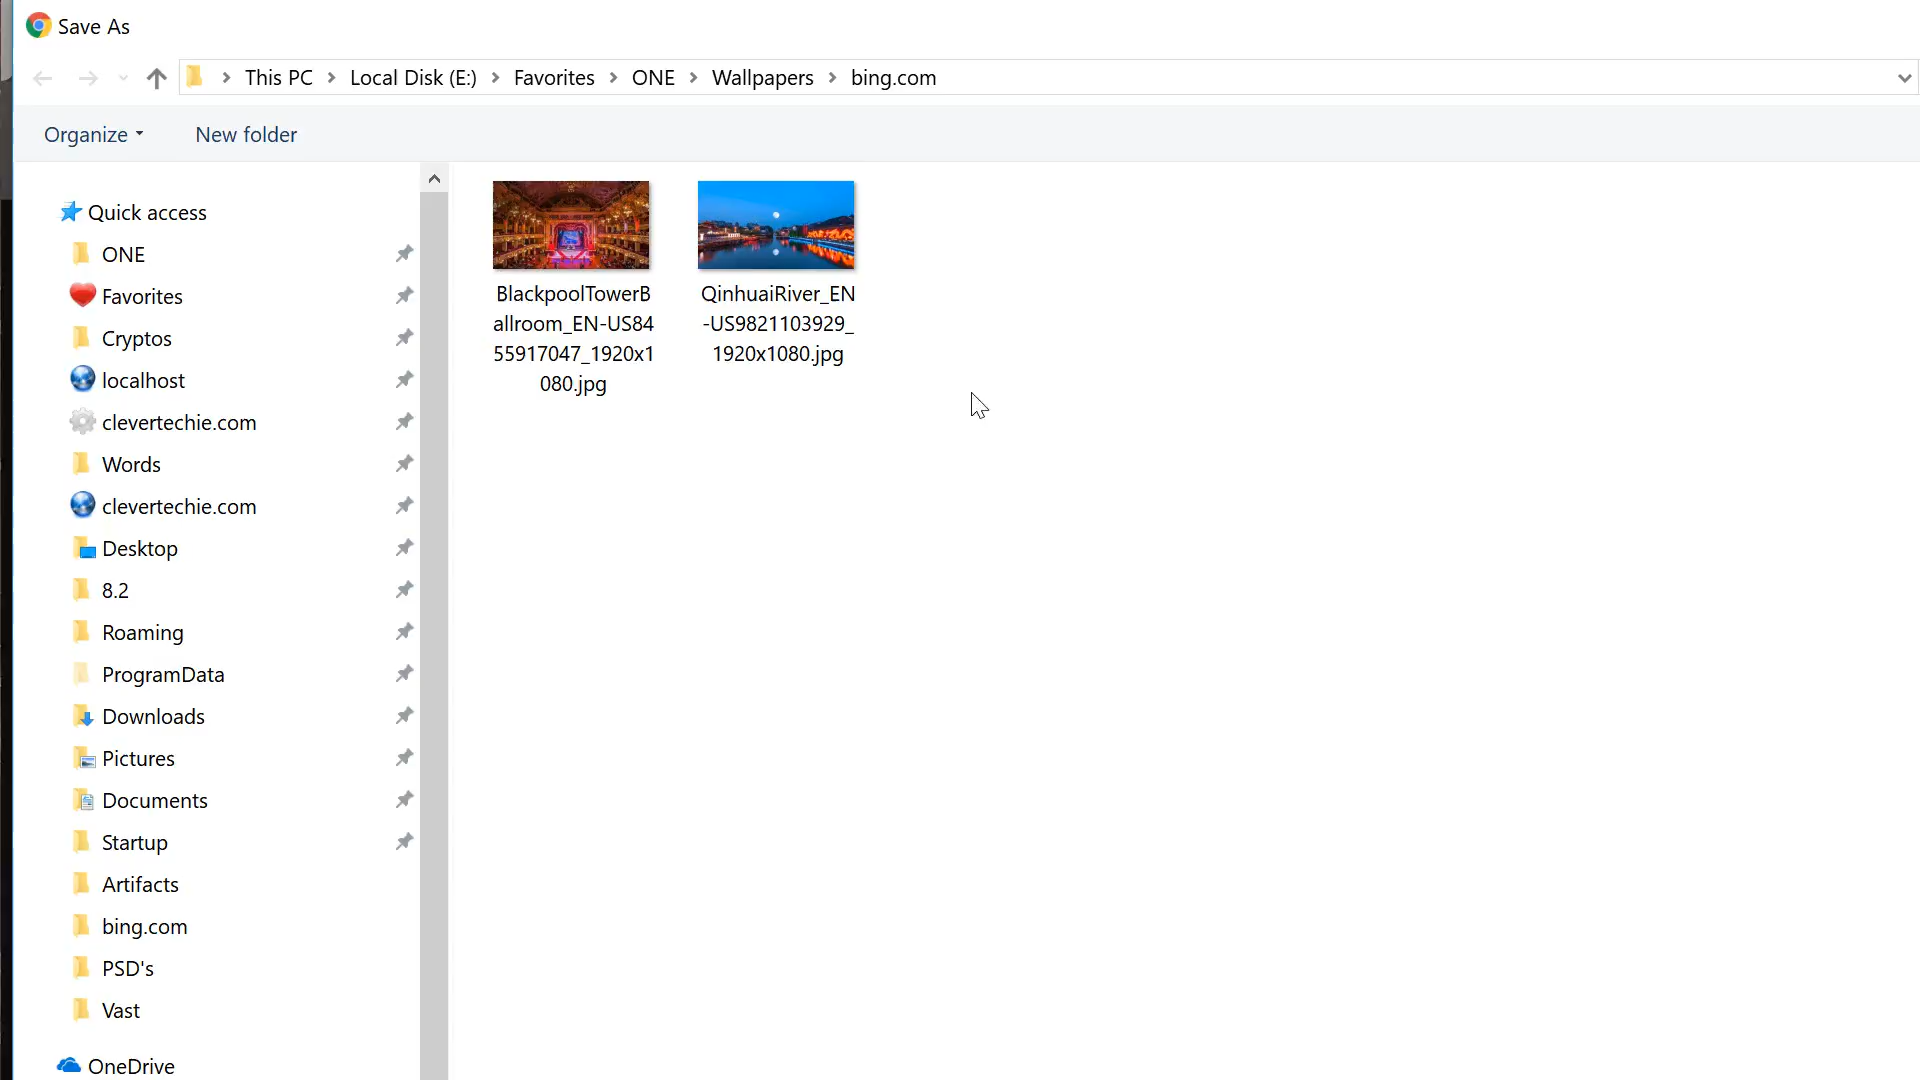 Save As
This PC > Local Disk (E:) > Favorites > ONE > Wallpapers > bing.com
Organize
New folder
Quick access
ONE
Favorites
Cryptos
localhost
clevertechie.com
Words
clevertechie.com
Desktop
8.2
Roaming
ProgramData
Downloads
Pictures
Documents
Startup
Artifacts
bing.com
PSD's
Vast
OneDrive
BlackpoolTowerB
allroom_EN-US84
55917047_1920x1
080.jpg
QinhuaiRiver_EN
-US9821103929_
1920x1080.jpg